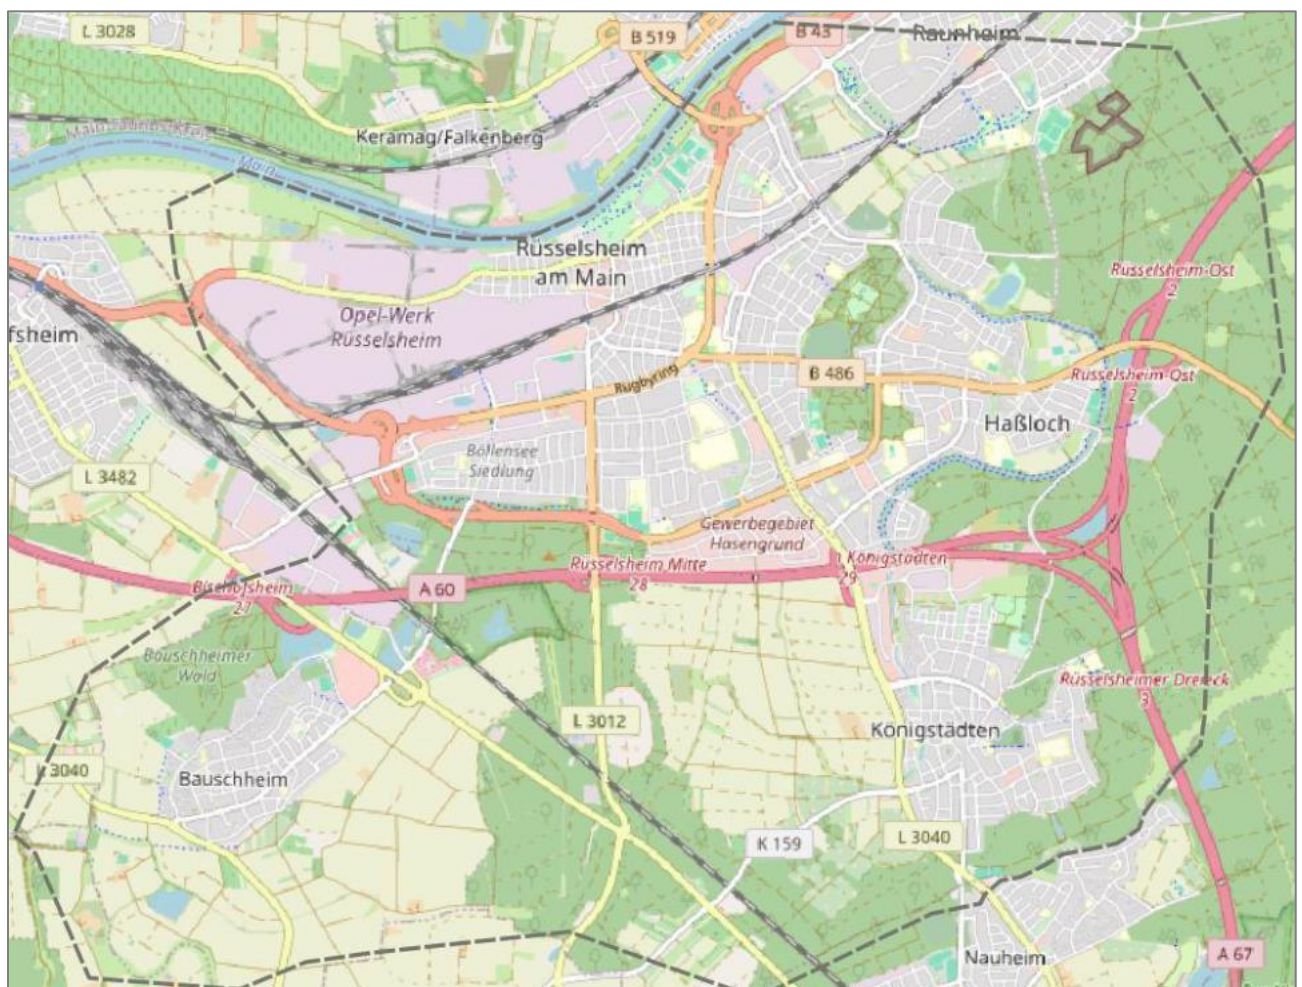 L 3028
B 519
B 43
Raunheim
Keramag/Falkenberg
Main
Rüsselsheim
am Main
Rüsselsheim-Ost
2
Opel-Werk
Rüsselsheim
fsheim
Rugbyring
B 486
Rüsselsheim-Ost
2
Haßloch
Böllensee
Siedlung
L 3482
Gewerbegebiet
Hasengrund
Rüsselsheim Mitte
28
Königstädten
29
Bischofsheim
27
A 60
Bauschheimer
Wald
Rüsselsheimer Dreieck
3
L 3012
Königstädten
L 3040
Bauschheim
K 159
L 3040
Nauheim
A 67